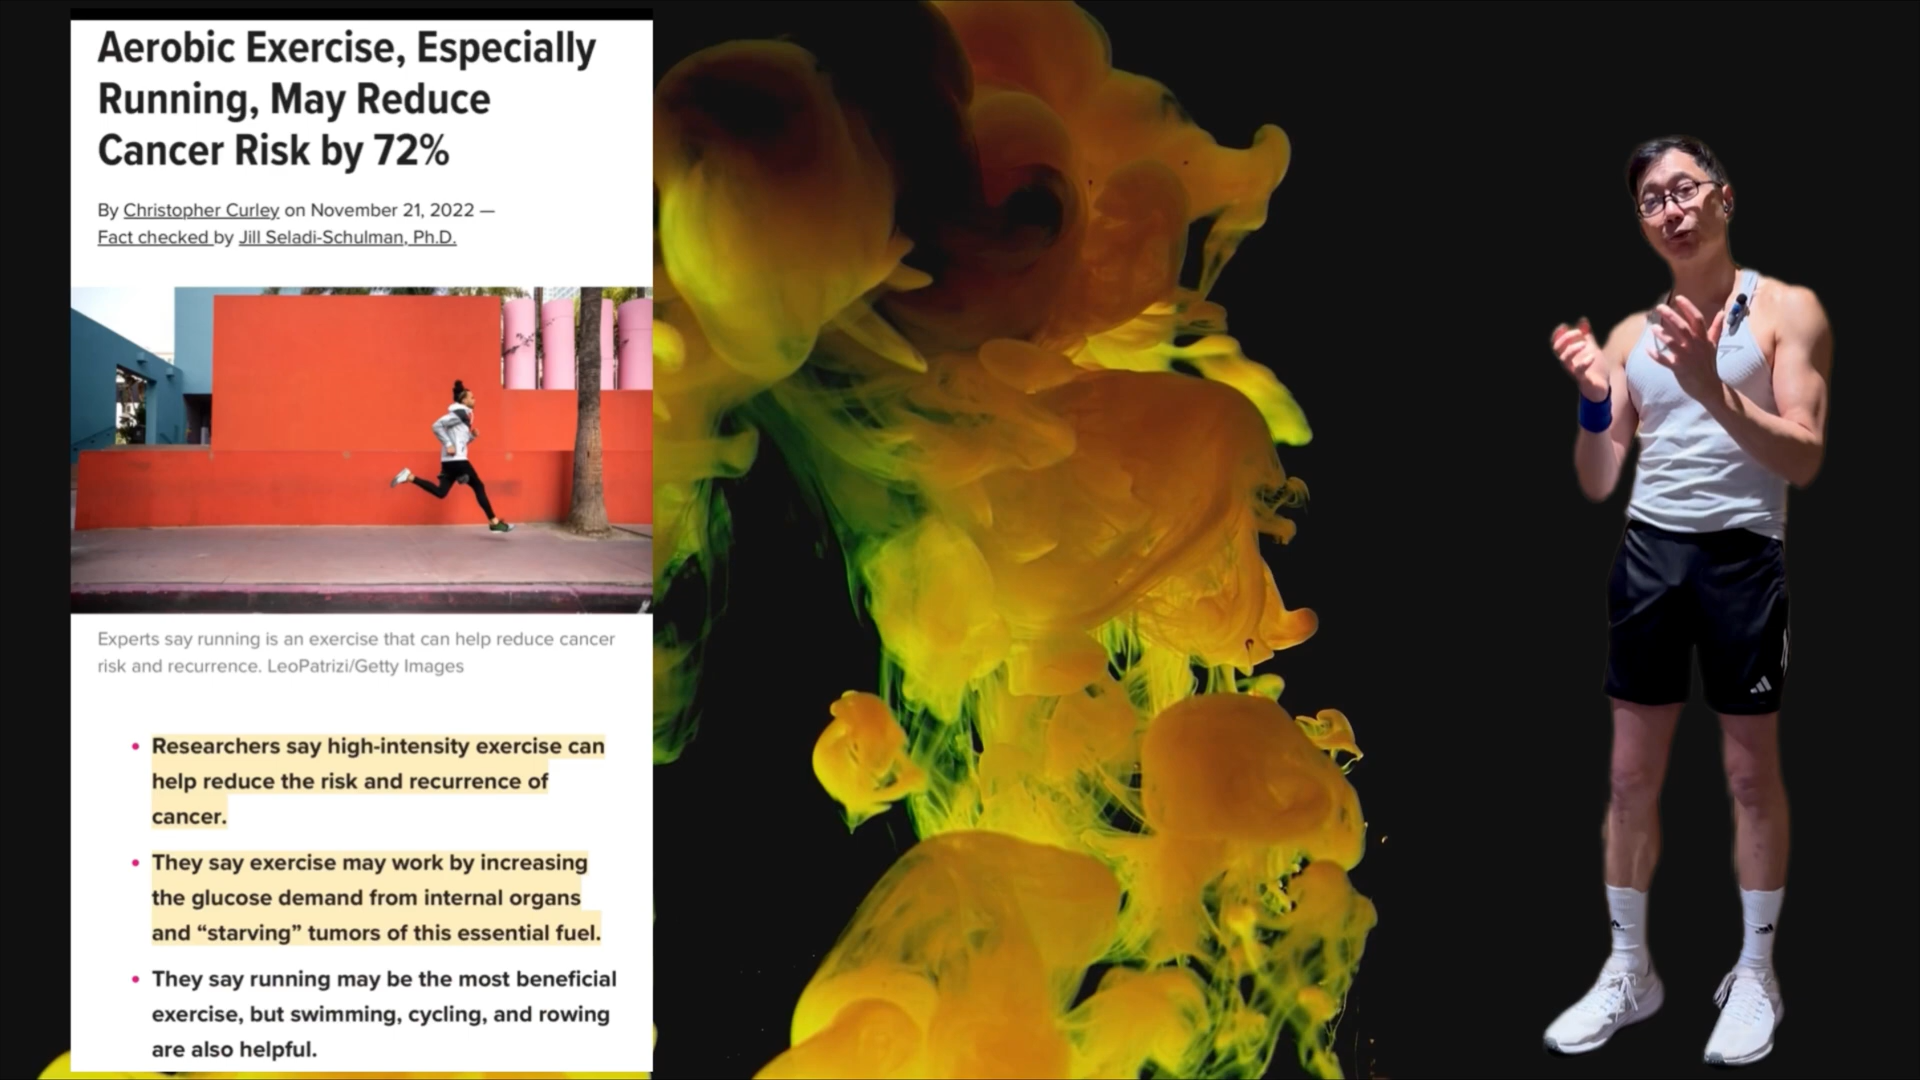 Aerobic Exercise, Especially
Running, May Reduce
Cancer Risk by 72%
By Christopher Curley on November 21, 2022 —
Fact checked by Jill Seladi-Schulman, Ph.D.
Experts say running is an exercise that can help reduce cancer
risk and recurrence. LeoPatrizi/Getty Images
• Researchers say high-intensity exercise can
help reduce the risk and recurrence of
cancer.
• They say exercise may work by increasing
the glucose demand from internal organs
and “starving” tumors of this essential fuel.
• They say running may be the most beneficial
exercise, but swimming, cycling, and rowing
are also helpful.